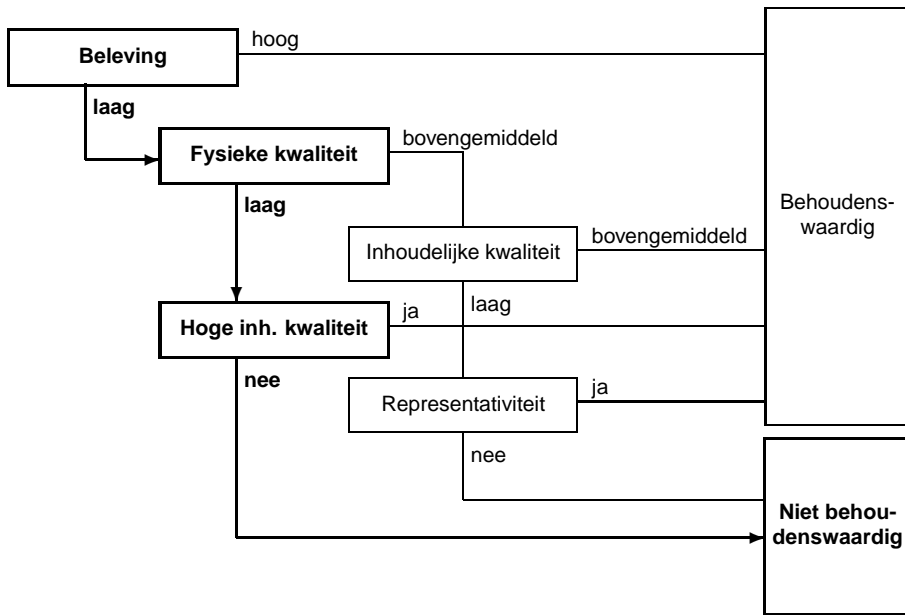 hoog
Beleving
laag
bovengemiddeld
Fysieke kwaliteit
laag
Behoudens-
waardig
bovengemiddeld
Inhoudelijke kwaliteit
laag
ja
Hoge inh. kwaliteit
nee
ja
Representativiteit
nee
Niet behou-
denswaardig